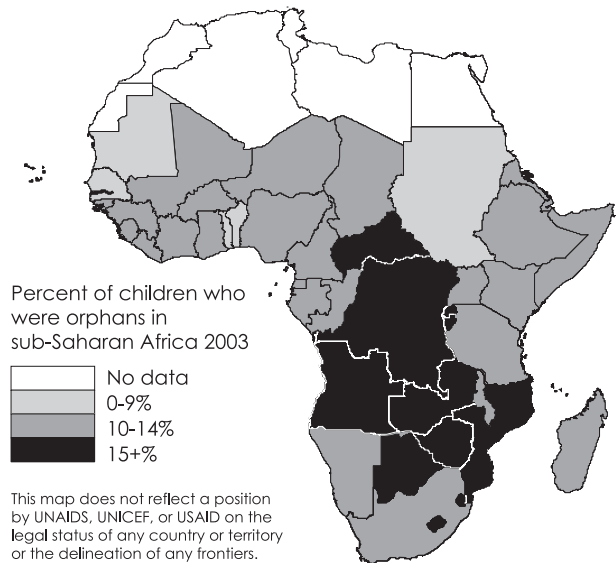 Percent of children who
were orphans in
sub-Saharan Africa 2003
No data
0-9%
10-14%
15+%
This map does not reflect a position
by UNAIDS, UNICEF, or USAID on the
legal status of any country or territory
or the delineation of any frontiers.